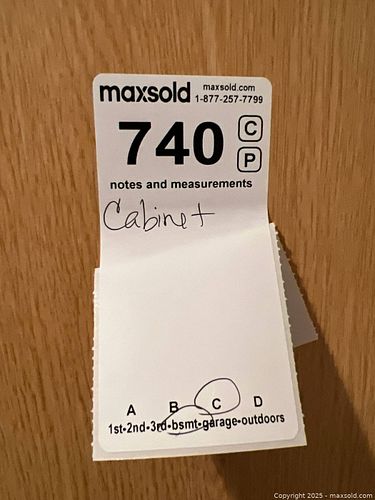 maxsold maxsold.com
1-877-257-7799
740 C
P
notes and measurements
Cabinet
A B C D
1st•2nd•3rd•bsmt•garage•outdoors
Copyright 2025 - maxsold.com